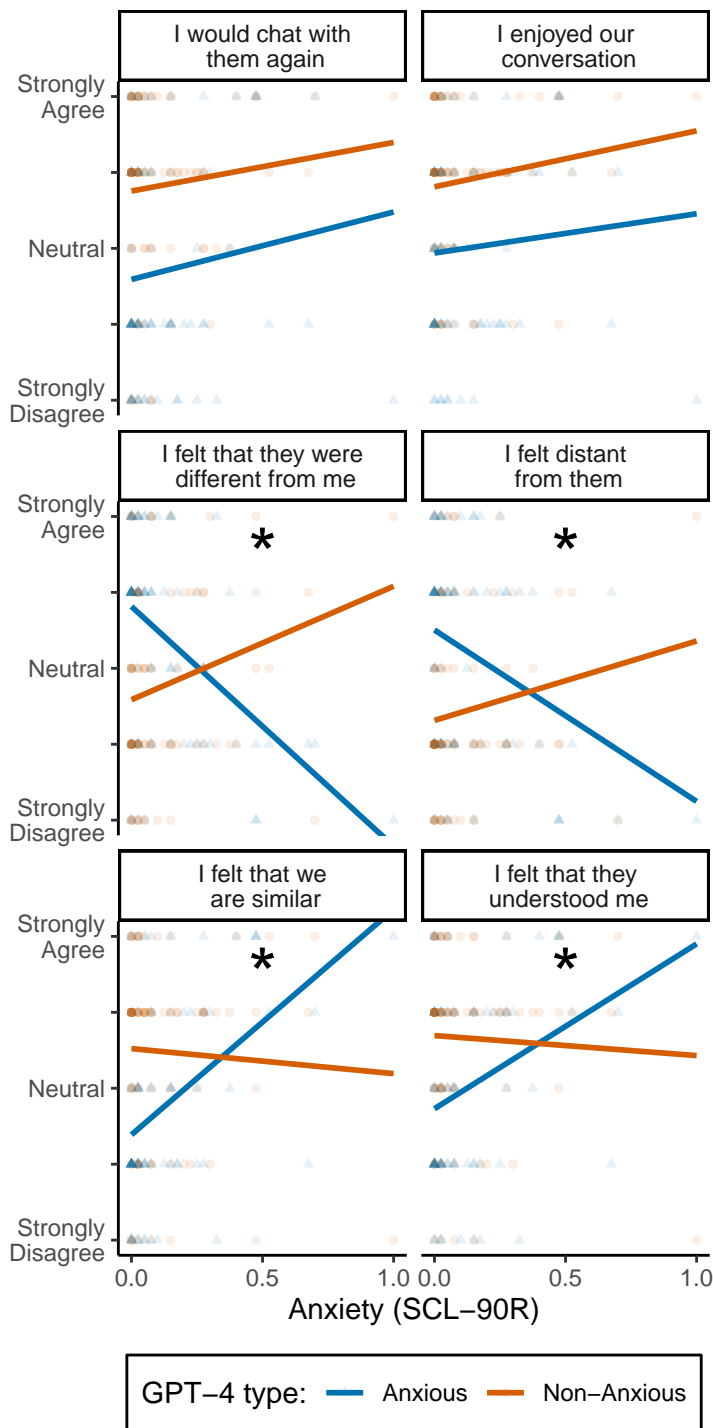 I would chat with
them again
I enjoyed our
conversation
Strongly
Agree
Neutral
Strongly
Disagree
I felt that they were
different from me
I felt distant
from them
Strongly
Agree
*
*
Neutral
Strongly
Disagree
I felt that we
are similar
I felt that they
understood me
Strongly
Agree
*
*
Neutral
Strongly
Disagree
0.0
0.5
1.0
0.0
0.5
1.0
Anxiety (SCL−90R)
GPT−4 type:
Anxious
Non−Anxious